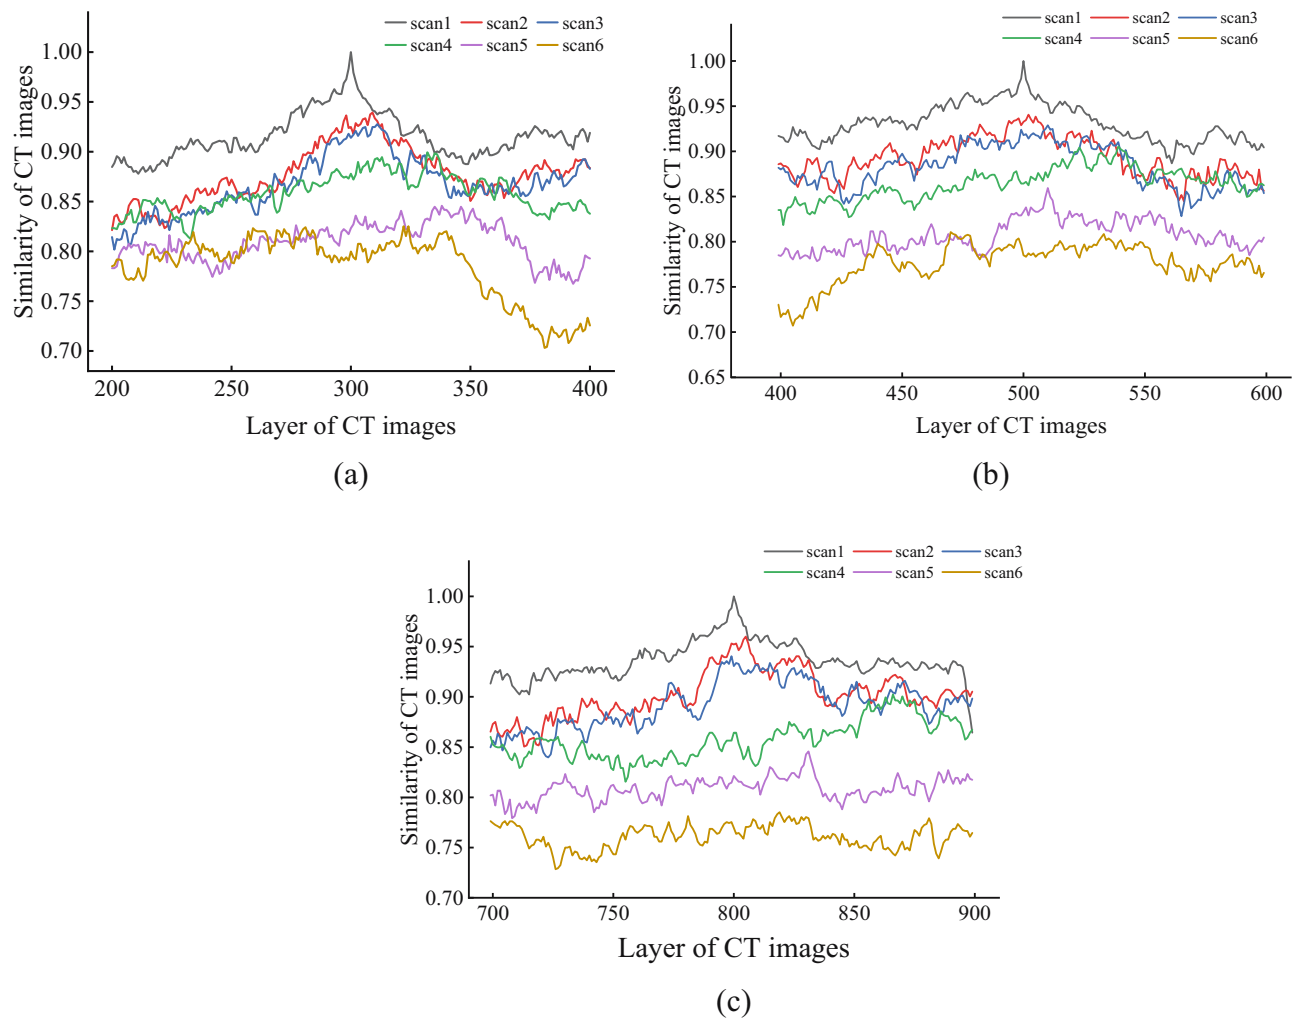 scan1 scan2 scan3
scan4 scan5 scan6
Similarity of CT images
1.00
0.95
0.90
0.85
0.80
0.75
0.70
200 250 300 350 400
Layer of CT images
(a)
scan1 scan2 scan3
scan4 scan5 scan6
Similarity of CT images
1.00
0.95
0.90
0.85
0.80
0.75
0.70
0.65
400 450 500 550 600
Layer of CT images
(b)
scan1 scan2 scan3
scan4 scan5 scan6
Similarity of CT images
1.00
0.95
0.90
0.85
0.80
0.75
0.70
700 750 800 850 900
Layer of CT images
(c)